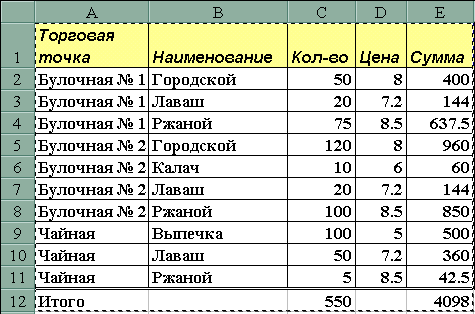 A B C D E
1 Торговая точка Наименование Кол-во Цена Сумма
2 Булочная № 1 Городской 50 8 400
3 Булочная № 1 Лаваш 20 7.2 144
4 Булочная № 1 Ржаной 75 8.5 637.5
5 Булочная № 2 Городской 120 8 960
6 Булочная № 2 Калач 10 6 60
7 Булочная № 2 Лаваш 20 7.2 144
8 Булочная № 2 Ржаной 100 8.5 850
9 Чайная Выпечка 100 5 500
10 Чайная Лаваш 50 7.2 360
11 Чайная Ржаной 5 8.5 42.5
12 Итого 550 4098